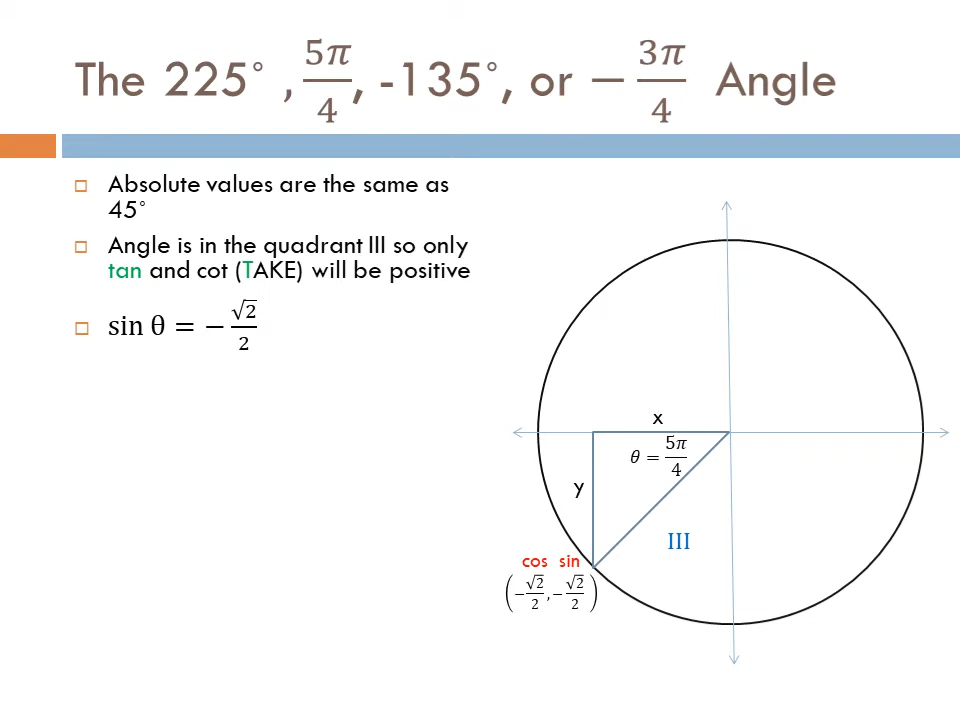 The 225° , 5π/4, -135°, or − 3π/4 Angle
Absolute values are the same as
45°
Angle is in the quadrant III so only
tan and cot (TAKE) will be positive
sin θ = − √2/2
x
θ = 5π/4
y
III
cos sin
(−√2/2 , −√2/2)